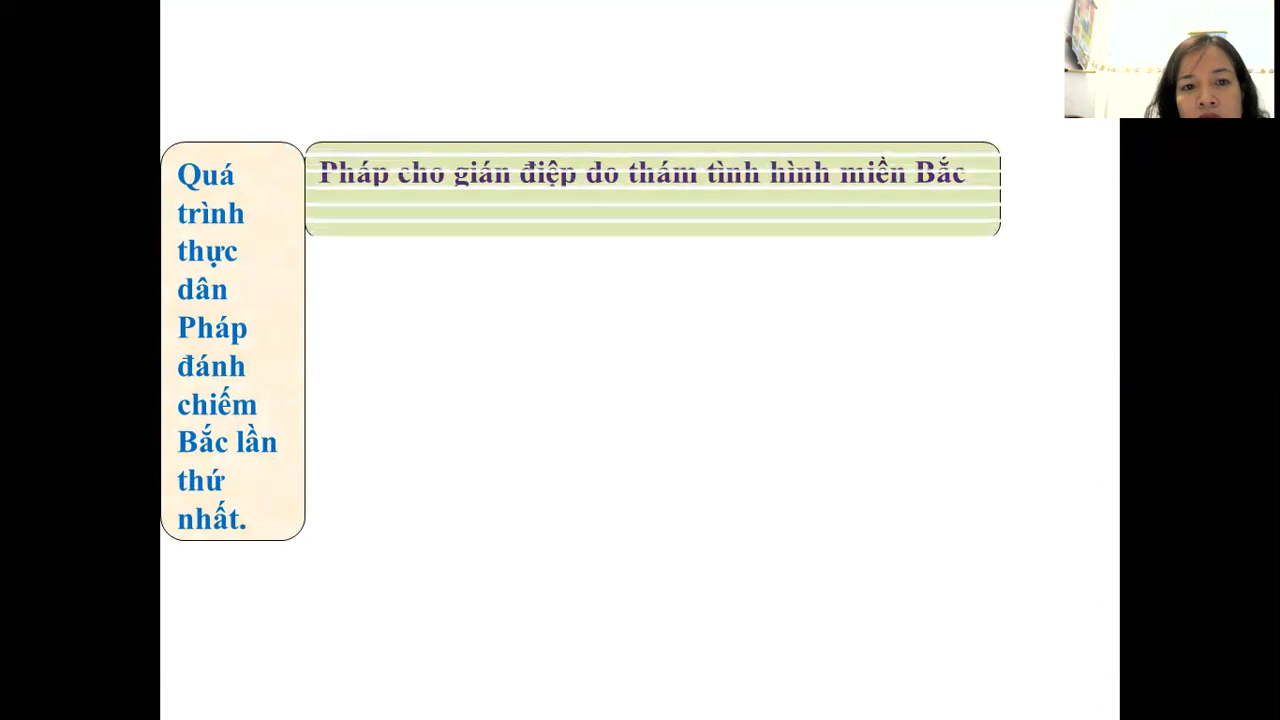 Quá
trình
thực
dân
Pháp
đánh
chiếm
Bắc lần
thứ
nhất.
Pháp cho gián điệp do thám tình hình miền Bắc